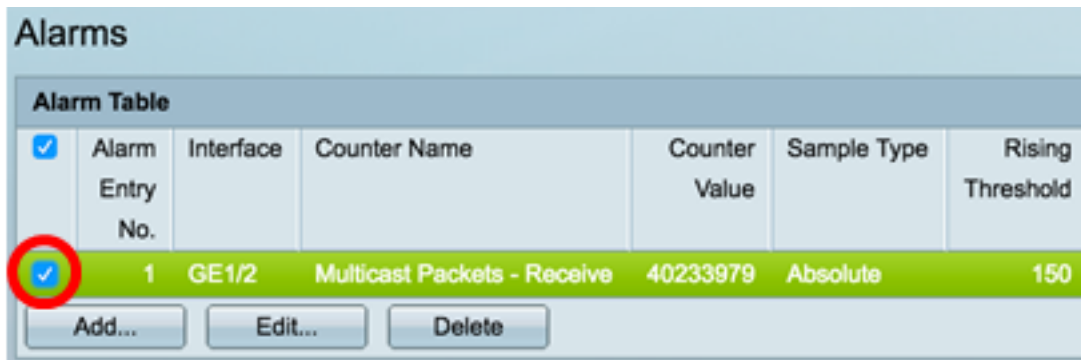 Alarms
Alarm Table
Alarm Entry No. Interface Counter Name Counter Value Sample Type Rising Threshold
1 GE1/2 Multicast Packets - Receive 40233979 Absolute 150
Add... Edit... Delete